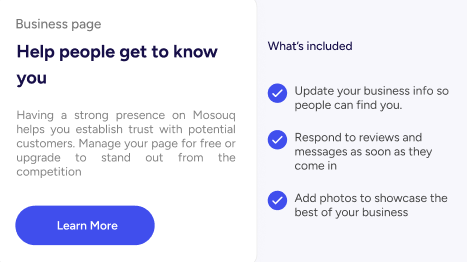 Business page
Help people get to know
you
Having a strong presence on Mosouq
helps you establish trust with potential
customers. Manage your page for free or
upgrade to stand out from the
competition
Learn More
What's included
Update your business info so
people can find you.
Respond to reviews and
messages as soon as they
come in
Add photos to showcase the
best of your business